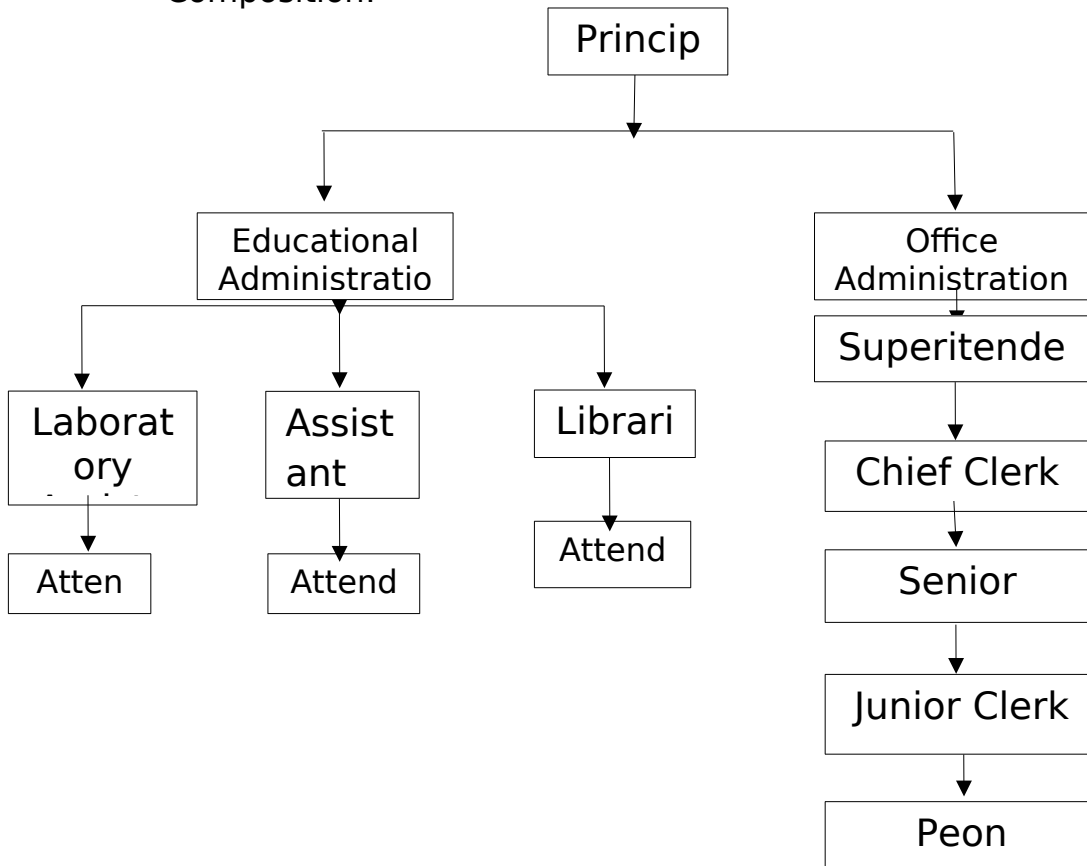 Composition:
Princip
Educational
Administratio
Office
Administration
Superitende
Laborat
ory
Assist
ant
Librari
Chief Clerk
Atten
Attend
Attend
Senior
Junior Clerk
Peon